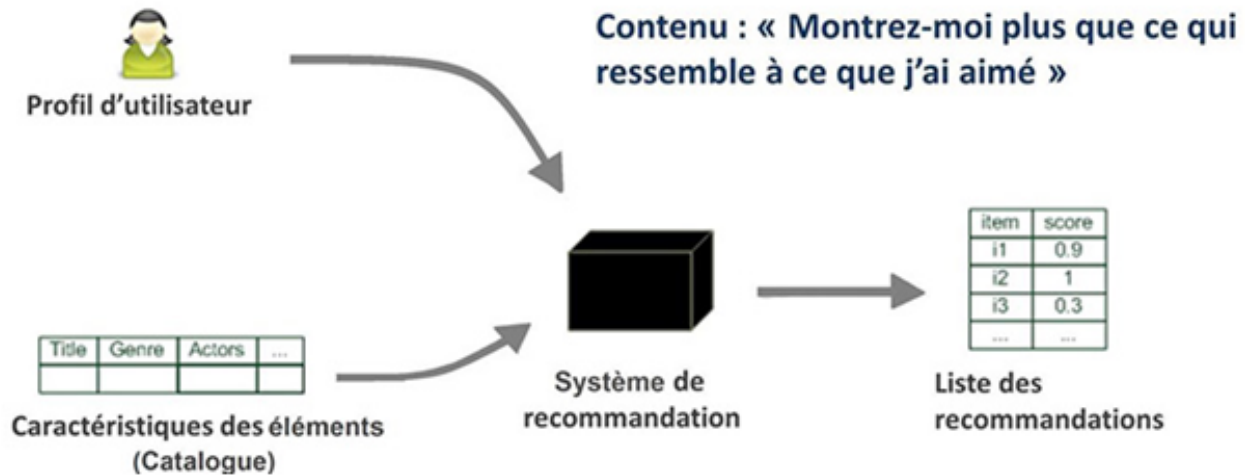 Contenu : « Montrez-moi plus que ce qui
ressemble à ce que j'ai aimé »
Profil d'utilisateur
item score
i1 0.9
i2 1
i3 0.3
... ...
Title Genre Actors ...
Système de
recommandation
Liste des
recommandations
Caractéristiques des éléments
(Catalogue)